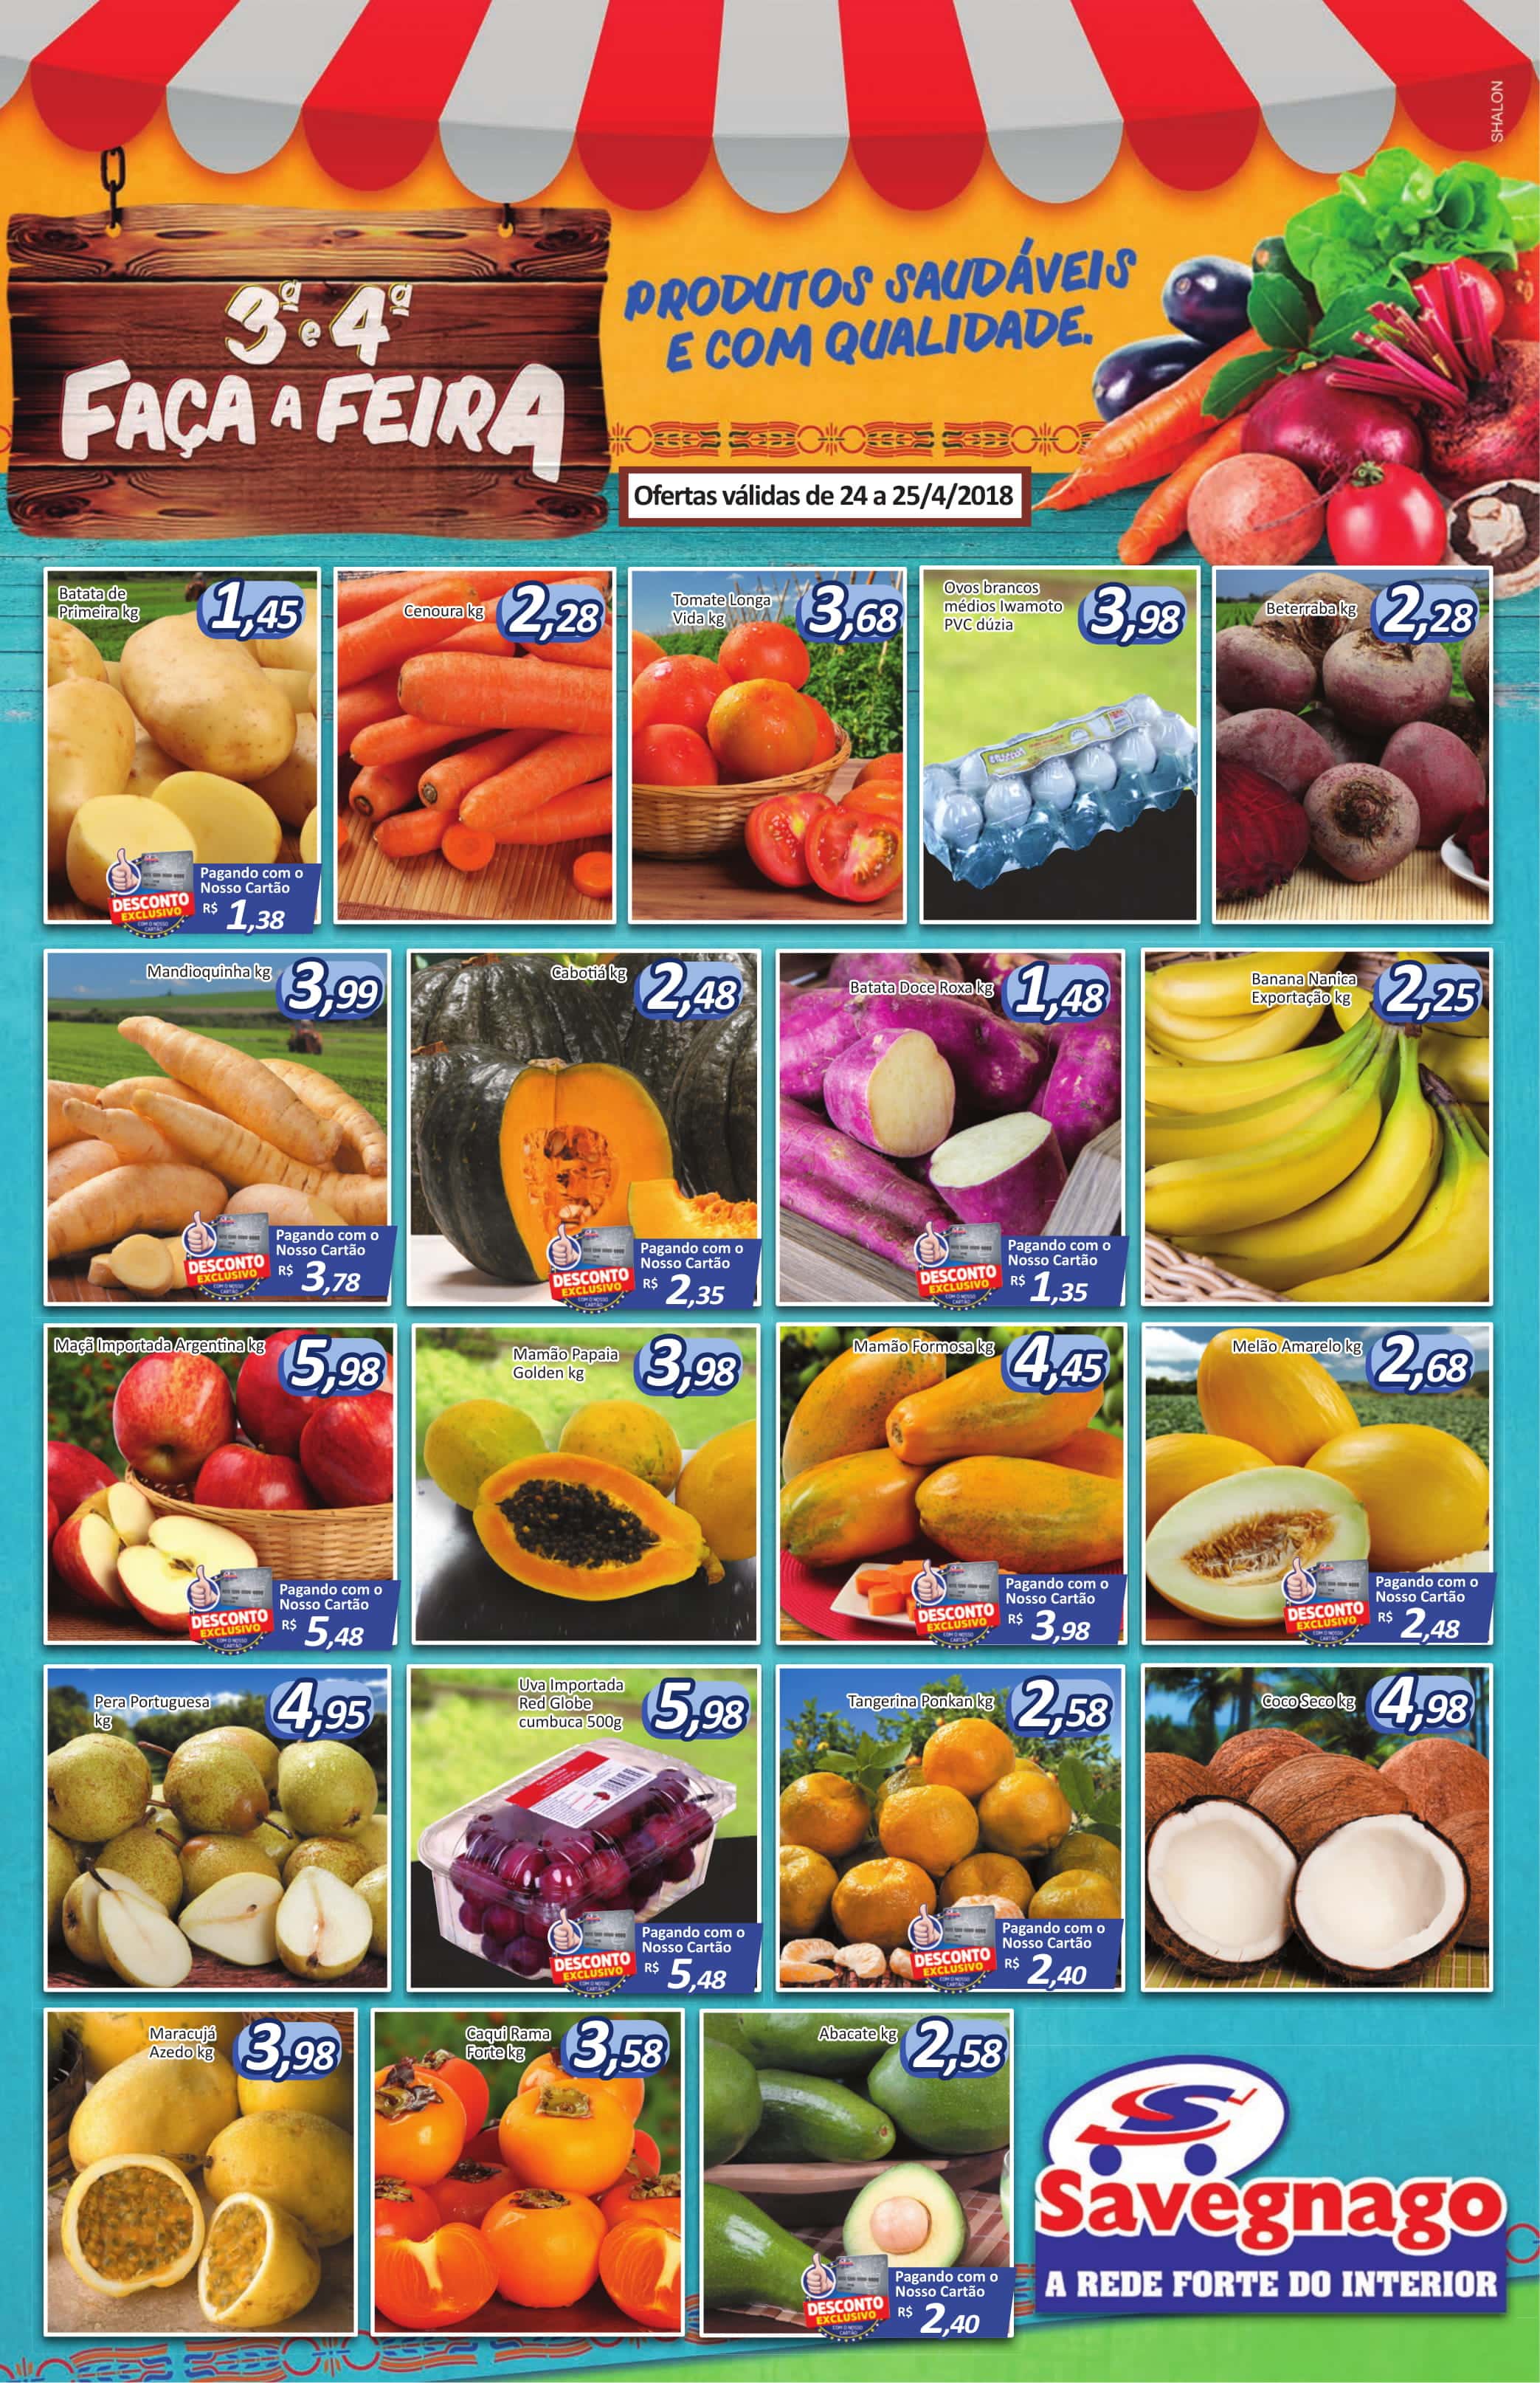 SHALON
3ª e 4ª
FAÇA A FEIRA
PRODUTOS SAUDÁVEIS
E COM QUALIDADE.
Ofertas válidas de 24 a 25/4/2018
Batata de
Primeira kg
1,45
DESCONTO
EXCLUSIVO
COM O NOSSO
CARTÃO
Pagando com o
Nosso Cartão
R$ 1,38
Cenoura kg
2,28
Tomate Longa
Vida kg
3,68
Ovos brancos
médios Iwamoto
PVC dúzia
3,98
Beterraba kg
2,28
Mandioquinha kg
3,99
DESCONTO
EXCLUSIVO
COM O NOSSO
CARTÃO
Pagando com o
Nosso Cartão
R$ 3,78
Cabotiá kg
2,48
DESCONTO
EXCLUSIVO
COM O NOSSO
CARTÃO
Pagando com o
Nosso Cartão
R$ 2,35
Batata Doce Roxa kg
1,48
DESCONTO
EXCLUSIVO
COM O NOSSO
CARTÃO
Pagando com o
Nosso Cartão
R$ 1,35
Banana Nanica
Exportação kg
2,25
Maçã Importada Argentina kg
5,98
DESCONTO
EXCLUSIVO
COM O NOSSO
CARTÃO
Pagando com o
Nosso Cartão
R$ 5,48
Mamão Papaia
Golden kg
3,98
Mamão Formosa kg
4,45
DESCONTO
EXCLUSIVO
COM O NOSSO
CARTÃO
Pagando com o
Nosso Cartão
R$ 3,98
Melão Amarelo kg
2,68
DESCONTO
EXCLUSIVO
COM O NOSSO
CARTÃO
Pagando com o
Nosso Cartão
R$ 2,48
Pera Portuguesa
kg
4,95
Uva Importada
Red Globe
cumbuca 500g
5,98
DESCONTO
EXCLUSIVO
COM O NOSSO
CARTÃO
Pagando com o
Nosso Cartão
R$ 5,48
Tangerina Ponkan kg
2,58
DESCONTO
EXCLUSIVO
COM O NOSSO
CARTÃO
Pagando com o
Nosso Cartão
R$ 2,40
Coco Seco kg
4,98
Maracujá
Azedo kg
3,98
Caqui Rama
Forte kg
3,58
Abacate kg
2,58
DESCONTO
EXCLUSIVO
COM O NOSSO
CARTÃO
Pagando com o
Nosso Cartão
R$ 2,40
Savegnago
A REDE FORTE DO INTERIOR